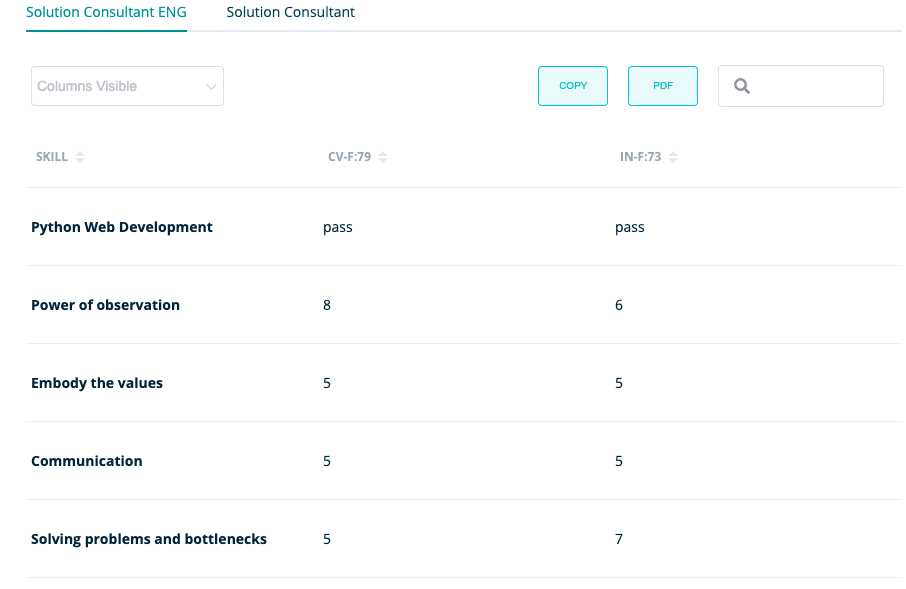 Solution Consultant ENG Solution Consultant
Columns Visible COPY PDF
SKILL CV-F:79 IN-F:73
Python Web Development pass pass
Power of observation 8 6
Embody the values 5 5
Communication 5 5
Solving problems and bottlenecks 5 7